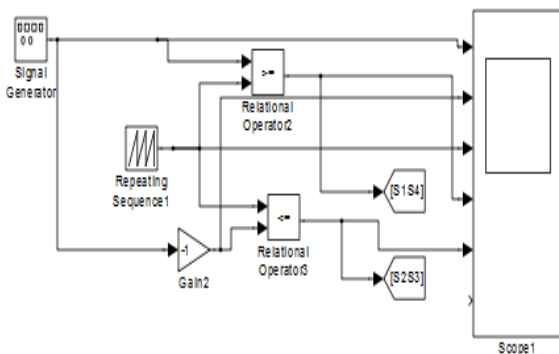 Signal
Generator
>=
Relational
Operator2
Repeating
Sequence1
[S1S4]
<=
Relational
Operator3
-1
Gain2
[S2S3]
Scope1